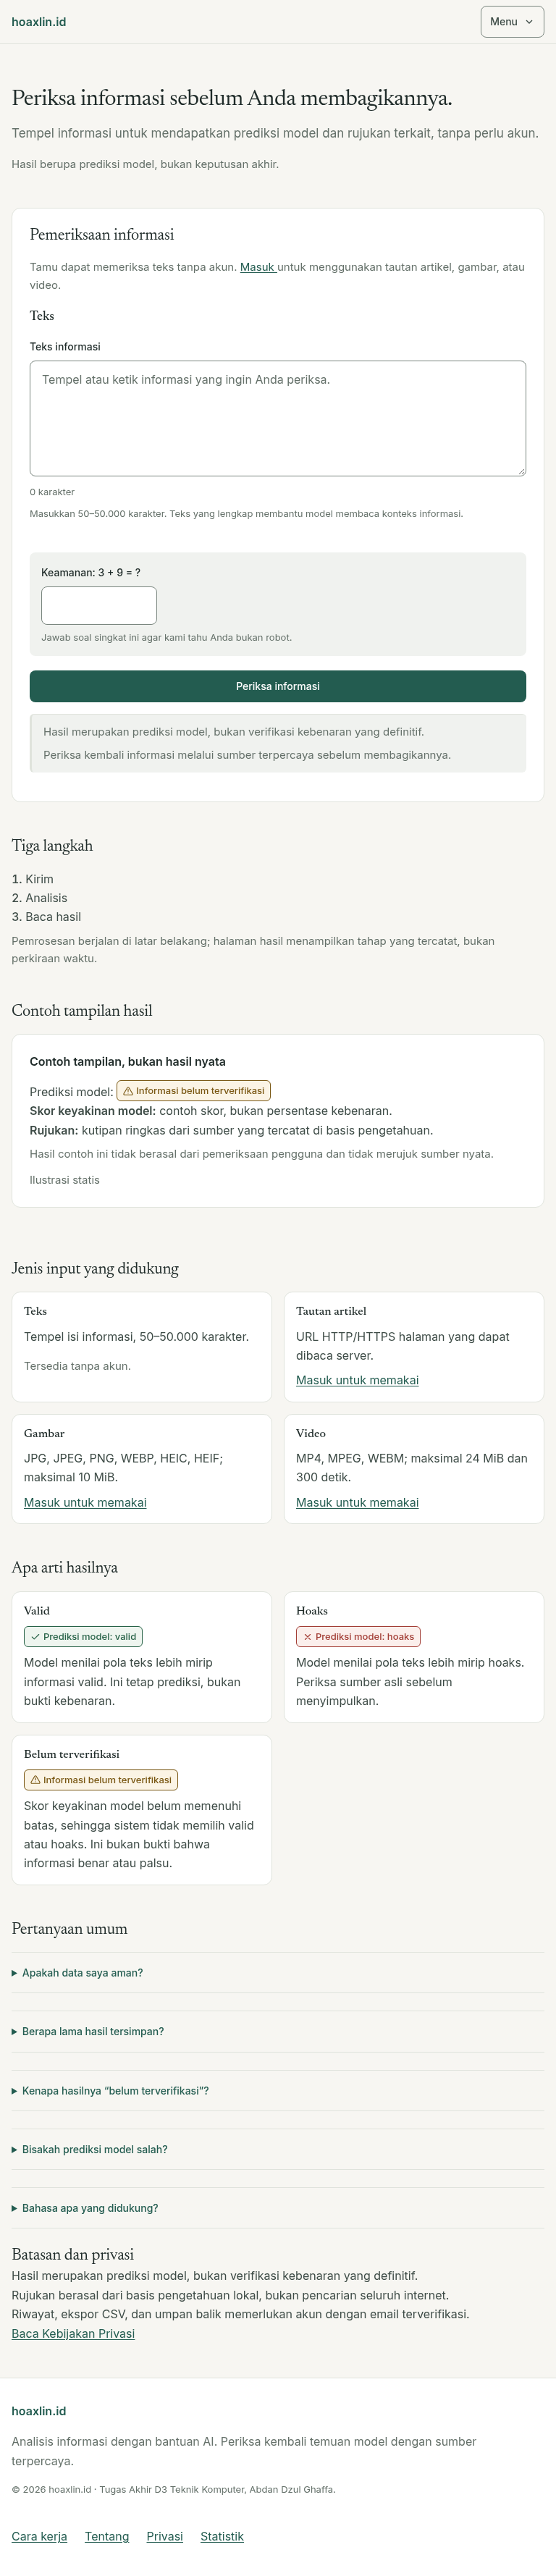 hoaxlin.id
Menu
Periksa informasi sebelum Anda membagikannya.
Tempel informasi untuk mendapatkan prediksi model dan rujukan terkait, tanpa perlu akun.
Hasil berupa prediksi model, bukan keputusan akhir.
Pemeriksaan informasi
Tamu dapat memeriksa teks tanpa akun. Masuk untuk menggunakan tautan artikel, gambar, atau
video.
Teks
Teks informasi
Tempel atau ketik informasi yang ingin Anda periksa.
0 karakter
Masukkan 50–50.000 karakter. Teks yang lengkap membantu model membaca konteks informasi.
Keamanan: 3 + 9 = ?
Jawab soal singkat ini agar kami tahu Anda bukan robot.
Periksa informasi
Hasil merupakan prediksi model, bukan verifikasi kebenaran yang definitif.
Periksa kembali informasi melalui sumber terpercaya sebelum membagikannya.
Tiga langkah
1. Kirim
2. Analisis
3. Baca hasil
Pemrosesan berjalan di latar belakang; halaman hasil menampilkan tahap yang tercatat, bukan
perkiraan waktu.
Contoh tampilan hasil
Contoh tampilan, bukan hasil nyata
Prediksi model: Informasi belum terverifikasi
Skor keyakinan model: contoh skor, bukan persentase kebenaran.
Rujukan: kutipan ringkas dari sumber yang tercatat di basis pengetahuan.
Hasil contoh ini tidak berasal dari pemeriksaan pengguna dan tidak merujuk sumber nyata.
Ilustrasi statis
Jenis input yang didukung
Teks
Tempel isi informasi, 50–50.000 karakter.
Tersedia tanpa akun.
Tautan artikel
URL HTTP/HTTPS halaman yang dapat
dibaca server.
Masuk untuk memakai
Gambar
JPG, JPEG, PNG, WEBP, HEIC, HEIF;
maksimal 10 MiB.
Masuk untuk memakai
Video
MP4, MPEG, WEBM; maksimal 24 MiB dan
300 detik.
Masuk untuk memakai
Apa arti hasilnya
Valid
Prediksi model: valid
Model menilai pola teks lebih mirip
informasi valid. Ini tetap prediksi, bukan
bukti kebenaran.
Hoaks
Prediksi model: hoaks
Model menilai pola teks lebih mirip hoaks.
Periksa sumber asli sebelum
menyimpulkan.
Belum terverifikasi
Informasi belum terverifikasi
Skor keyakinan model belum memenuhi
batas, sehingga sistem tidak memilih valid
atau hoaks. Ini bukan bukti bahwa
informasi benar atau palsu.
Pertanyaan umum
Apakah data saya aman?
Berapa lama hasil tersimpan?
Kenapa hasilnya “belum terverifikasi”?
Bisakah prediksi model salah?
Bahasa apa yang didukung?
Batasan dan privasi
Hasil merupakan prediksi model, bukan verifikasi kebenaran yang definitif.
Rujukan berasal dari basis pengetahuan lokal, bukan pencarian seluruh internet.
Riwayat, ekspor CSV, dan umpan balik memerlukan akun dengan email terverifikasi.
Baca Kebijakan Privasi
hoaxlin.id
Analisis informasi dengan bantuan AI. Periksa kembali temuan model dengan sumber
terpercaya.
© 2026 hoaxlin.id · Tugas Akhir D3 Teknik Komputer, Abdan Dzul Ghaffa.
Cara kerja Tentang Privasi Statistik